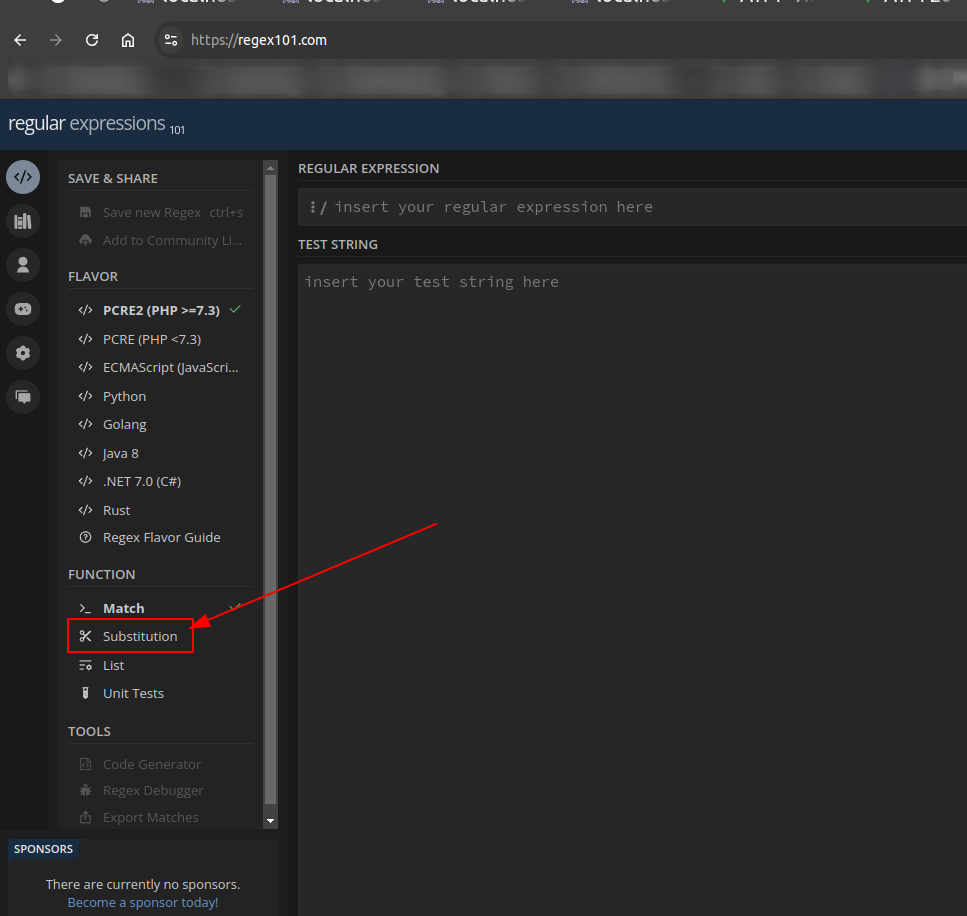 https://regex101.com
regular expressions 101
SAVE & SHARE
Save new Regex ctrl+s
Add to Community Li...
FLAVOR
PCRE2 (PHP >=7.3)
PCRE (PHP <7.3)
ECMAScript (JavaScri...
Python
Golang
Java 8
.NET 7.0 (C#)
Rust
Regex Flavor Guide
FUNCTION
Match
Substitution
List
Unit Tests
TOOLS
Code Generator
Regex Debugger
Export Matches
SPONSORS
There are currently no sponsors.
Become a sponsor today!
REGULAR EXPRESSION
/ insert your regular expression here
TEST STRING
insert your test string here